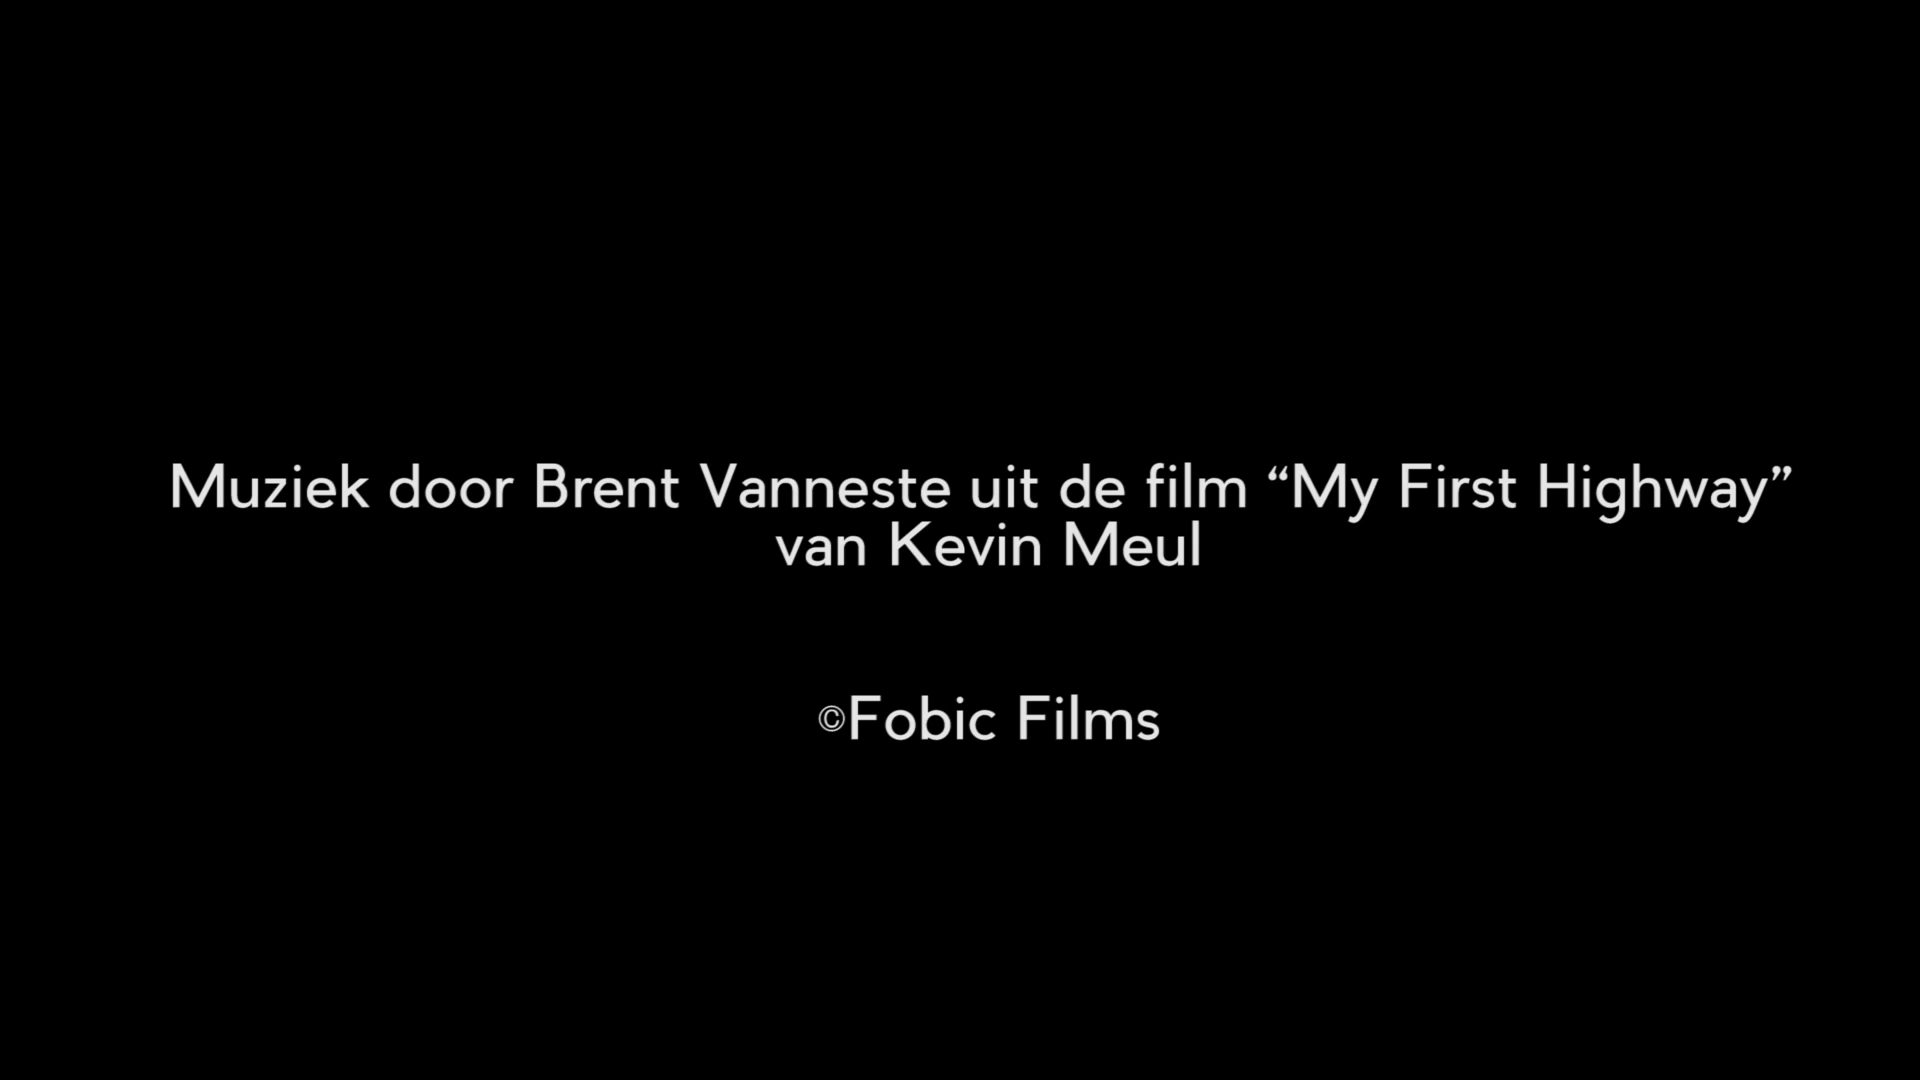 Muziek door Brent Vanneste uit de film “My First Highway”
van Kevin Meul
©Fobic Films